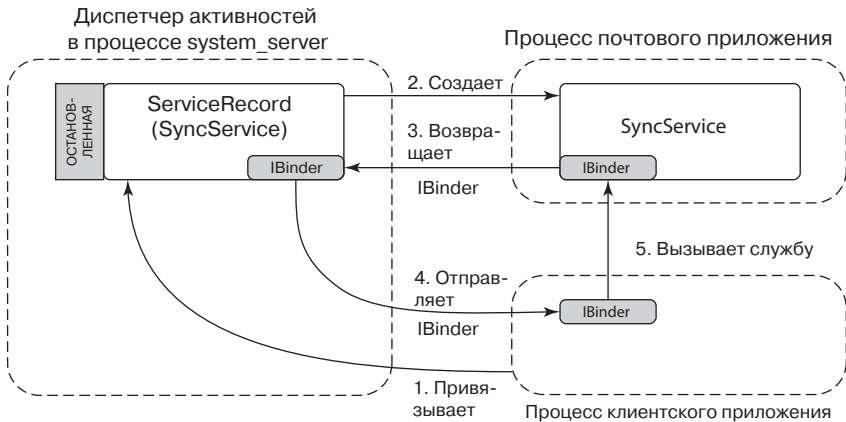 Диспетчер активностей
в процессе system_server
Процесс почтового приложения
ОСТАНОВ-
ЛЕННАЯ
ServiceRecord
(SyncService)
IBinder
2. Создает
3. Возвра-
щает
IBinder
SyncService
IBinder
5. Вызывает службу
4. Отправ-
ляет
IBinder
IBinder
1. Привя-
зывает
Процесс клиентского приложения